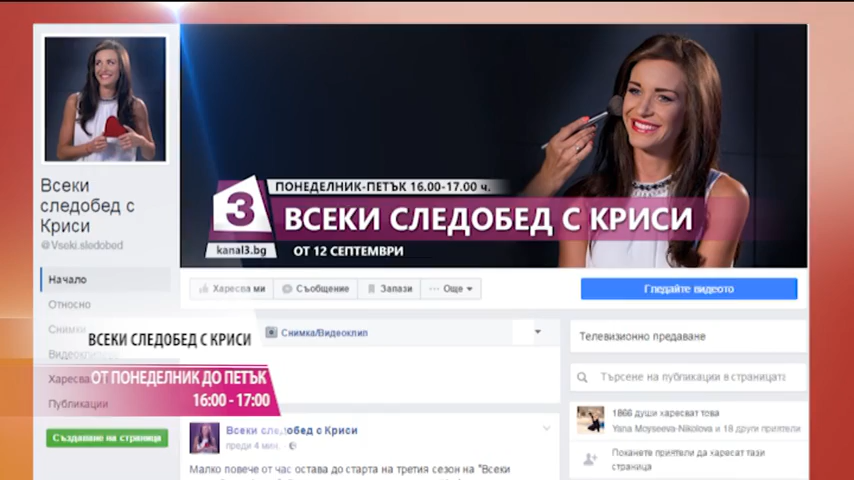 ПОНЕДЕЛНИК-ПЕТЪК 16.00-17.00 ч.
3
ВСЕКИ СЛЕДОБЕД С КРИСИ
kanal3.bg
ОТ 12 СЕПТЕМВРИ
Всеки
следобед с
Криси
@Vseki.sledobed
Начало
Относно
Снимки
Харесва
Публикации
Създаване на страница
ВСЕКИ СЛЕДОБЕД С КРИСИ
ОТ ПОНЕДЕЛНИК ДО ПЕТЪК
16:00 - 17:00
Харесва ми
Съобщение
Запази
Още
Гледайте видеото
Снимка/Видеоклип
Всеки следобед с Криси
преди 4 мин.
Малко повече от час остава до старта на третия сезон на "Всеки
Телевизионно предаване
Търсене на публикации в страницата
1866 души харесват това
Yana Moyseeva-Nikolova и 18 други приятели
Поканете приятели да харесат тази
страница